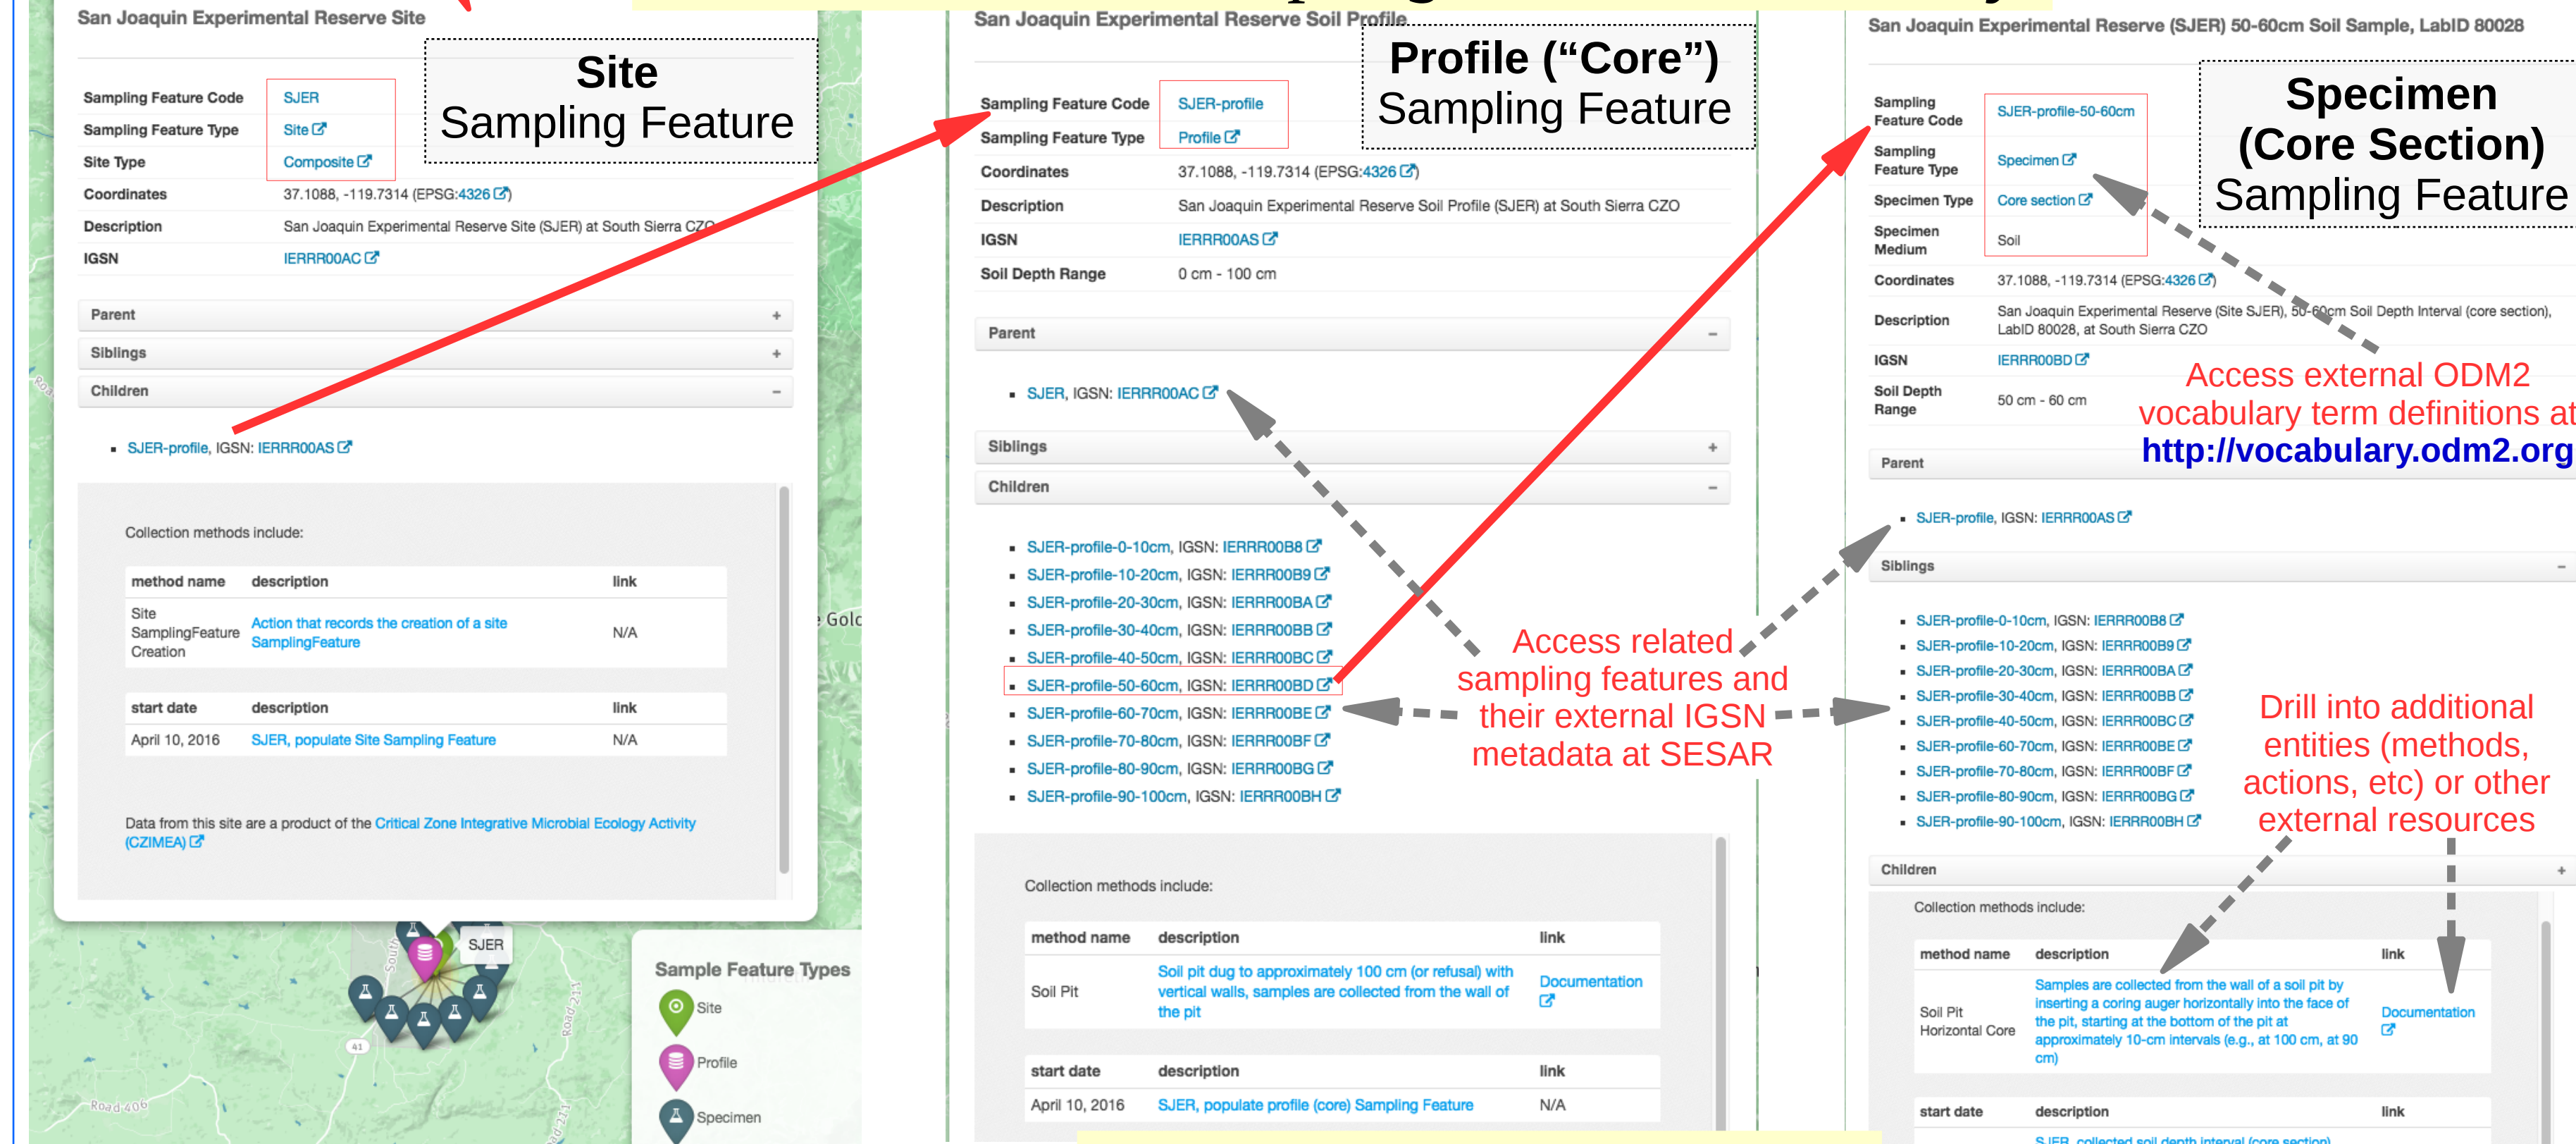 San Joaquin Experimental Reserve Site
Site
Sampling Feature
Sampling Feature Code SJER
Sampling Feature Type Site
Site Type Composite
Coordinates 37.1088, -119.7314 (EPSG:4326)
Description San Joaquin Experimental Reserve Site (SJER) at South Sierra CZO
IGSN IERRR00AC
Parent +
Siblings +
Children −
SJER-profile, IGSN: IERRR00AS
Collection methods include:
method name description link
Site
SamplingFeature
Creation
Action that records the creation of a site
SamplingFeature
N/A
start date description link
April 10, 2016 SJER, populate Site Sampling Feature N/A
Data from this site are a product of the Critical Zone Integrative Microbial Ecology Activity
(CZIMEA)
SJER
South
41
Road 406
Road 211
Sample Feature Types
Site
Profile
Specimen
San Joaquin Experimental Reserve Soil Profile
Profile (“Core”)
Sampling Feature
Sampling Feature Code SJER-profile
Sampling Feature Type Profile
Coordinates 37.1088, -119.7314 (EPSG:4326)
Description San Joaquin Experimental Reserve Soil Profile (SJER) at South Sierra CZO
IGSN IERRR00AS
Soil Depth Range 0 cm - 100 cm
Parent −
SJER, IGSN: IERRR00AC
Siblings +
Children −
SJER-profile-0-10cm, IGSN: IERRR00B8
SJER-profile-10-20cm, IGSN: IERRR00B9
SJER-profile-20-30cm, IGSN: IERRR00BA
SJER-profile-30-40cm, IGSN: IERRR00BB
SJER-profile-40-50cm, IGSN: IERRR00BC
SJER-profile-50-60cm, IGSN: IERRR00BD
SJER-profile-60-70cm, IGSN: IERRR00BE
SJER-profile-70-80cm, IGSN: IERRR00BF
SJER-profile-80-90cm, IGSN: IERRR00BG
SJER-profile-90-100cm, IGSN: IERRR00BH
Access related
sampling features and
their external IGSN
metadata at SESAR
Collection methods include:
method name description link
Soil Pit
Soil pit dug to approximately 100 cm (or refusal) with
vertical walls, samples are collected from the wall of
the pit
Documentation
start date description link
April 10, 2016 SJER, populate profile (core) Sampling Feature N/A
San Joaquin Experimental Reserve (SJER) 50-60cm Soil Sample, LabID 80028
Specimen
(Core Section)
Sampling Feature
Sampling
Feature Code
SJER-profile-50-60cm
Sampling
Feature Type
Specimen
Specimen Type Core section
Specimen
Medium
Soil
Coordinates 37.1088, -119.7314 (EPSG:4326)
Description
San Joaquin Experimental Reserve (Site SJER), 50-60cm Soil Depth Interval (core section),
LabID 80028, at South Sierra CZO
IGSN IERRR00BD
Soil Depth
Range
50 cm - 60 cm
Access external ODM2
vocabulary term definitions at
http://vocabulary.odm2.org
Parent
SJER-profile, IGSN: IERRR00AS
Siblings −
SJER-profile-0-10cm, IGSN: IERRR00B8
SJER-profile-10-20cm, IGSN: IERRR00B9
SJER-profile-20-30cm, IGSN: IERRR00BA
SJER-profile-30-40cm, IGSN: IERRR00BB
SJER-profile-40-50cm, IGSN: IERRR00BC
SJER-profile-60-70cm, IGSN: IERRR00BE
SJER-profile-70-80cm, IGSN: IERRR00BF
SJER-profile-80-90cm, IGSN: IERRR00BG
SJER-profile-90-100cm, IGSN: IERRR00BH
Drill into additional
entities (methods,
actions, etc) or other
external resources
Children +
Collection methods include:
method name description link
Soil Pit
Horizontal Core
Samples are collected from the wall of a soil pit by
inserting a coring auger horizontally into the face of
the pit, starting at the bottom of the pit at
approximately 10-cm intervals (e.g., at 100 cm, at 90
cm)
Documentation
start date description link
SJER, collected soil depth interval (core section)